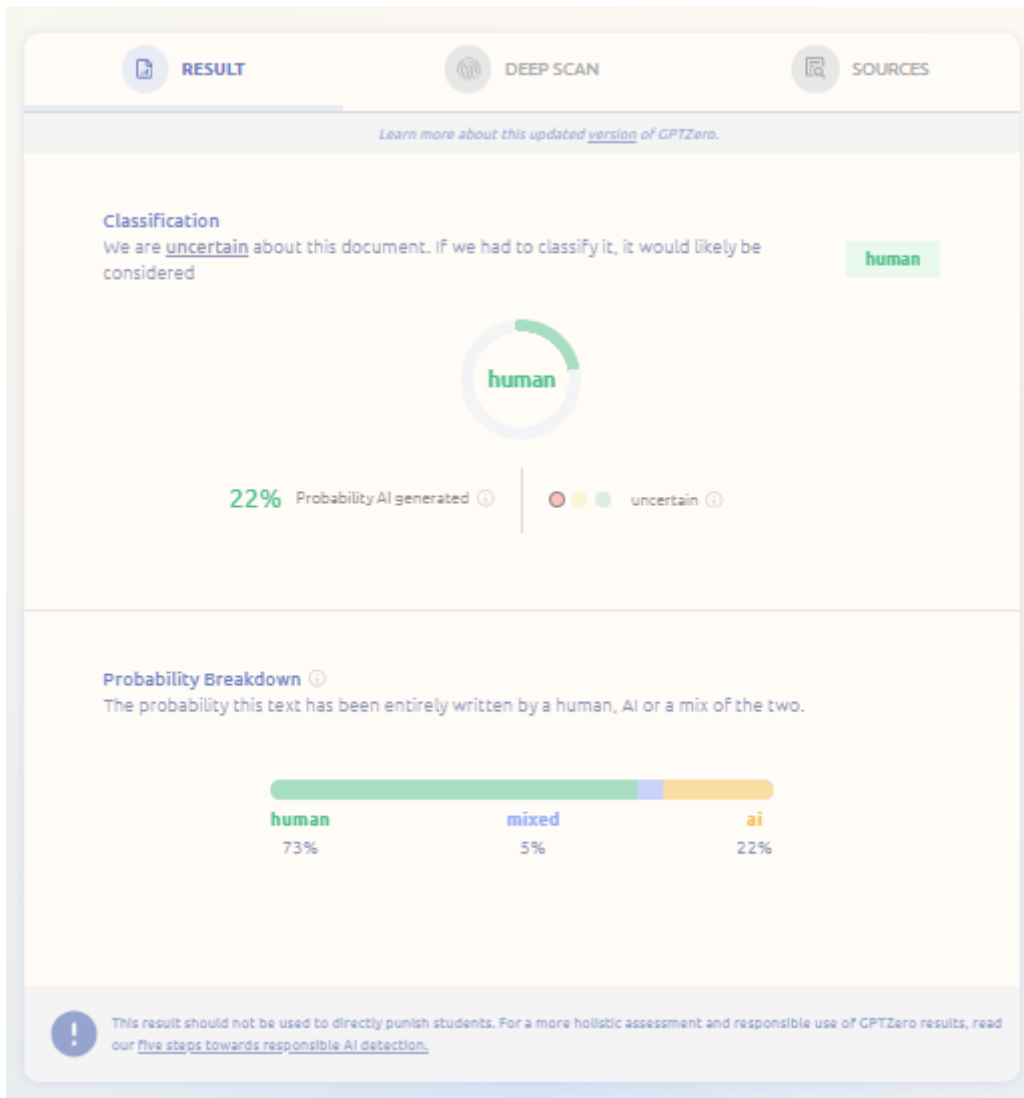 RESULT DEEP SCAN SOURCES
Learn more about this updated version of GPTZero.
Classification
We are uncertain about this document. If we had to classify it, it would likely be
considered
human
human
22% Probability AI generated uncertain
Probability Breakdown
The probability this text has been entirely written by a human, AI or a mix of the two.
human mixed ai
73% 5% 22%
This result should not be used to directly punish students. For a more holistic assessment and responsible use of GPTZero results, read
our five steps towards responsible AI detection.